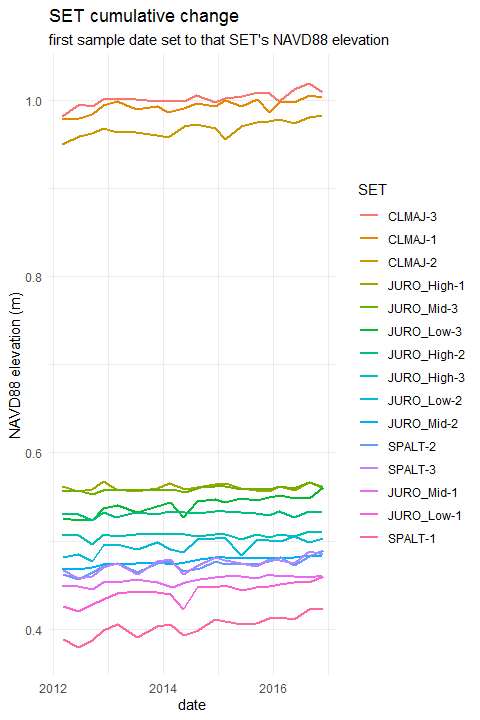 SET cumulative change
first sample date set to that SET's NAVD88 elevation
NAVD88 elevation (m)
1.0
0.8
0.6
0.4
2012
2014
2016
date
SET
CLMAJ-3
CLMAJ-1
CLMAJ-2
JURO_High-1
JURO_Mid-3
JURO_Low-3
JURO_High-2
JURO_High-3
JURO_Low-2
JURO_Mid-2
SPALT-2
SPALT-3
JURO_Mid-1
JURO_Low-1
SPALT-1